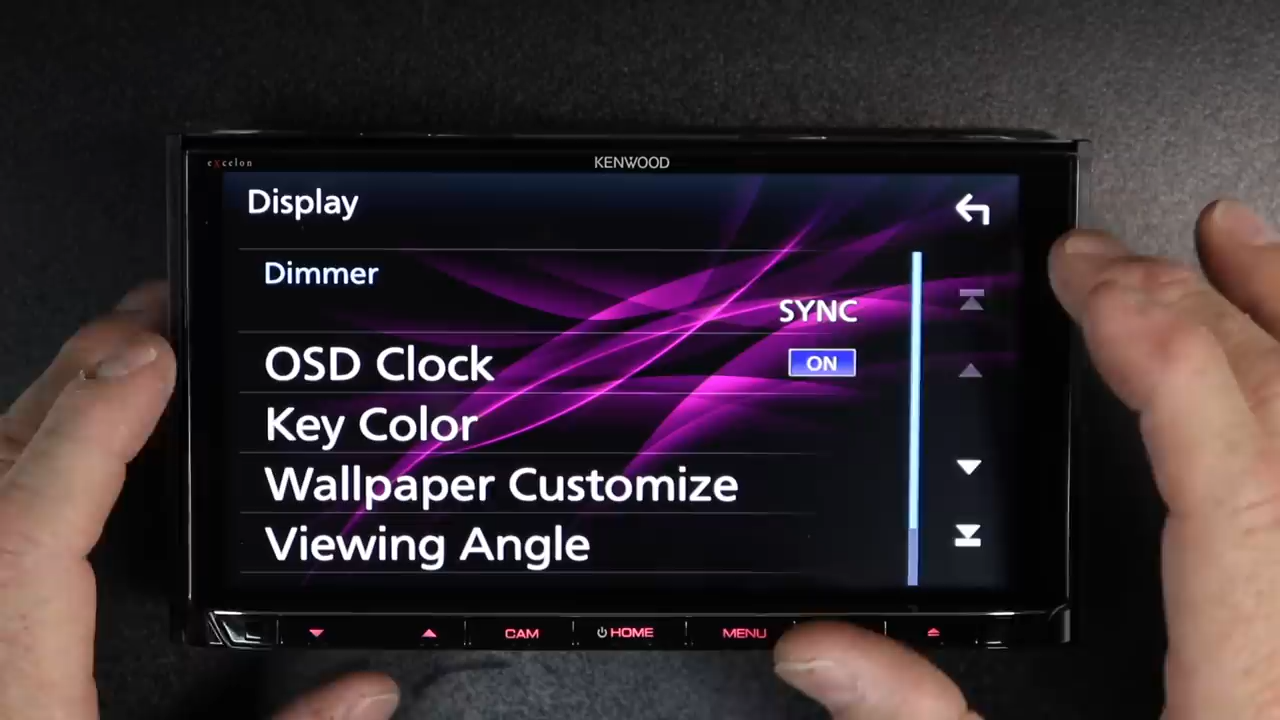 excelon
KENWOOD
Display
Dimmer
SYNC
OSD Clock
ON
Key Color
Wallpaper Customize
Viewing Angle
CAM
HOME
MENU